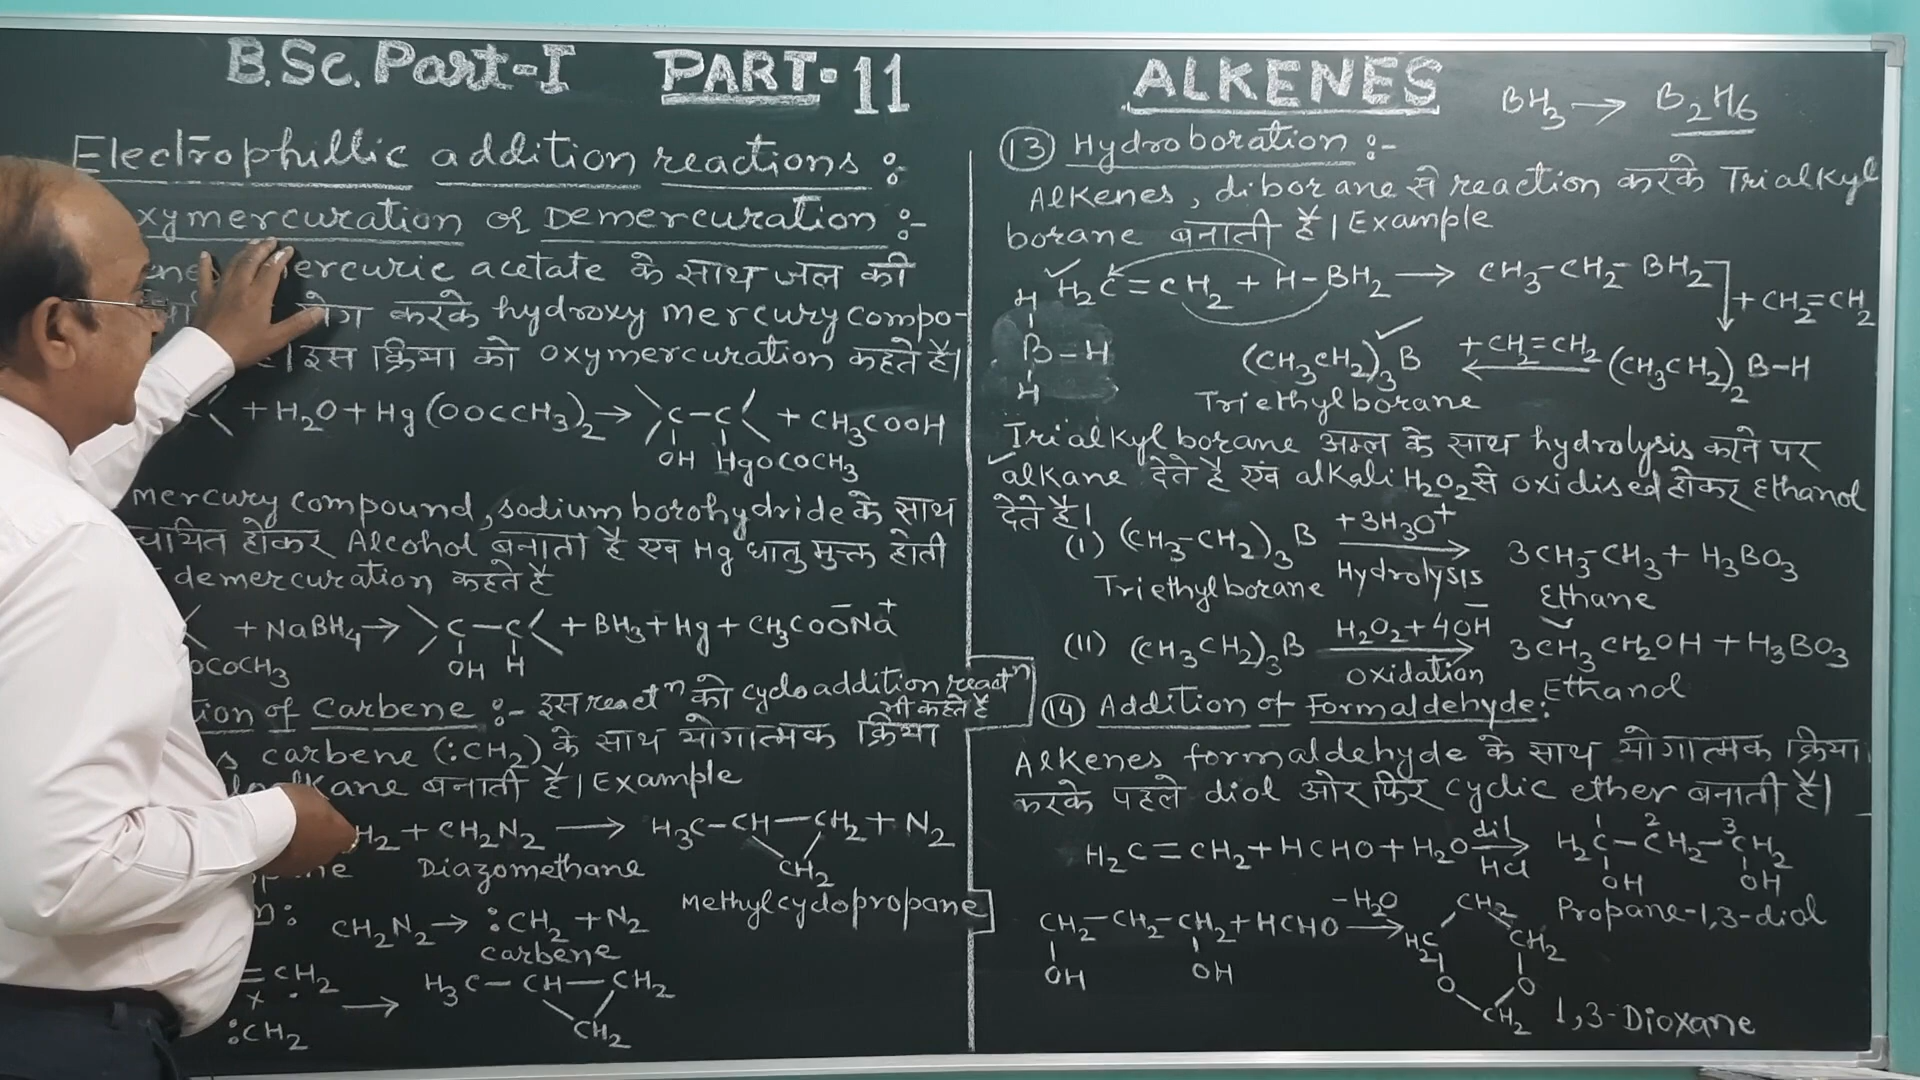 B.Sc. Part-I PART-11 ALKENES
BH3 → B2H6
Electrophillic addition reactions :-
xymercuration or Demercuration :-
mercuric acetate के साथ जल की
योग करके hydroxy mercury compo-
है। इस क्रिया को oxymercuration कहते हैं।
+ H2O + Hg(OOCCH3)2 → >C-C< + CH3COOH
OH HgOCOCH3
mercury compound, sodium borohydride के साथ
चायित होकर Alcohol बनाता है एवं Hg धातु मुक्त होती
demercuration कहते हैं
+ NaBH4 → >C-C< + BH3 + Hg + CH3COO⁻Na⁺
OCOCH3 OH H
tion of Carbene :- इस reactⁿ को cycloaddition reactⁿ
भी कहते हैं
s carbene (:CH2) के साथ योगात्मक क्रिया
kane बनाती हैं। Example
H2 + CH2N2 → H3C-CH-CH2 + N2
CH2
Diazomethane
Methylcyclopropane
n: CH2N2 → :CH2 + N2
carbene
=CH2 → H3C-CH-CH2
:CH2 CH2
(13) Hydroboration :-
Alkenes, diborane से reaction करके Trialkyl
borane बनाती हैं। Example
H2C=CH2 + H-BH2 → CH3-CH2-BH2
+ CH2=CH2
H
B-H
H
(CH3CH2)3B ← +CH2=CH2 (CH3CH2)2B-H
Triethylborane
Trialkylborane अम्ल के साथ hydrolysis करने पर
alkane देते हैं एवं alkali H2O2 से oxidised होकर Ethanol
देते हैं।
(I) (CH3-CH2)3B +3H3O⁺ → 3CH3-CH3 + H3BO3
Triethylborane Hydrolysis Ethane
(II) (CH3CH2)3B H2O2+4OH⁻ → 3CH3CH2OH + H3BO3
oxidation Ethanol
(14) Addition of Formaldehyde:
Alkenes formaldehyde के साथ योगात्मक क्रिया
करके पहले diol और फिर cyclic ether बनाती हैं।
1 2 3
H2C=CH2 + HCHO + H2O dil HCl → H2C-CH2-CH2
OH OH
Propane-1,3-diol
CH2-CH2-CH2 + HCHO -H2O →
OH OH
CH2
H2C CH2
O O
CH2
1,3-Dioxane